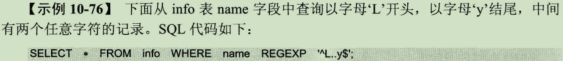 【示例 10-76】 下面从 info 表 name 字段中查询以字母‘L’开头，以字母‘y’结尾，中间
有两个任意字符的记录。SQL 代码如下：
SELECT * FROM info WHERE name REGEXP '^L..y$';